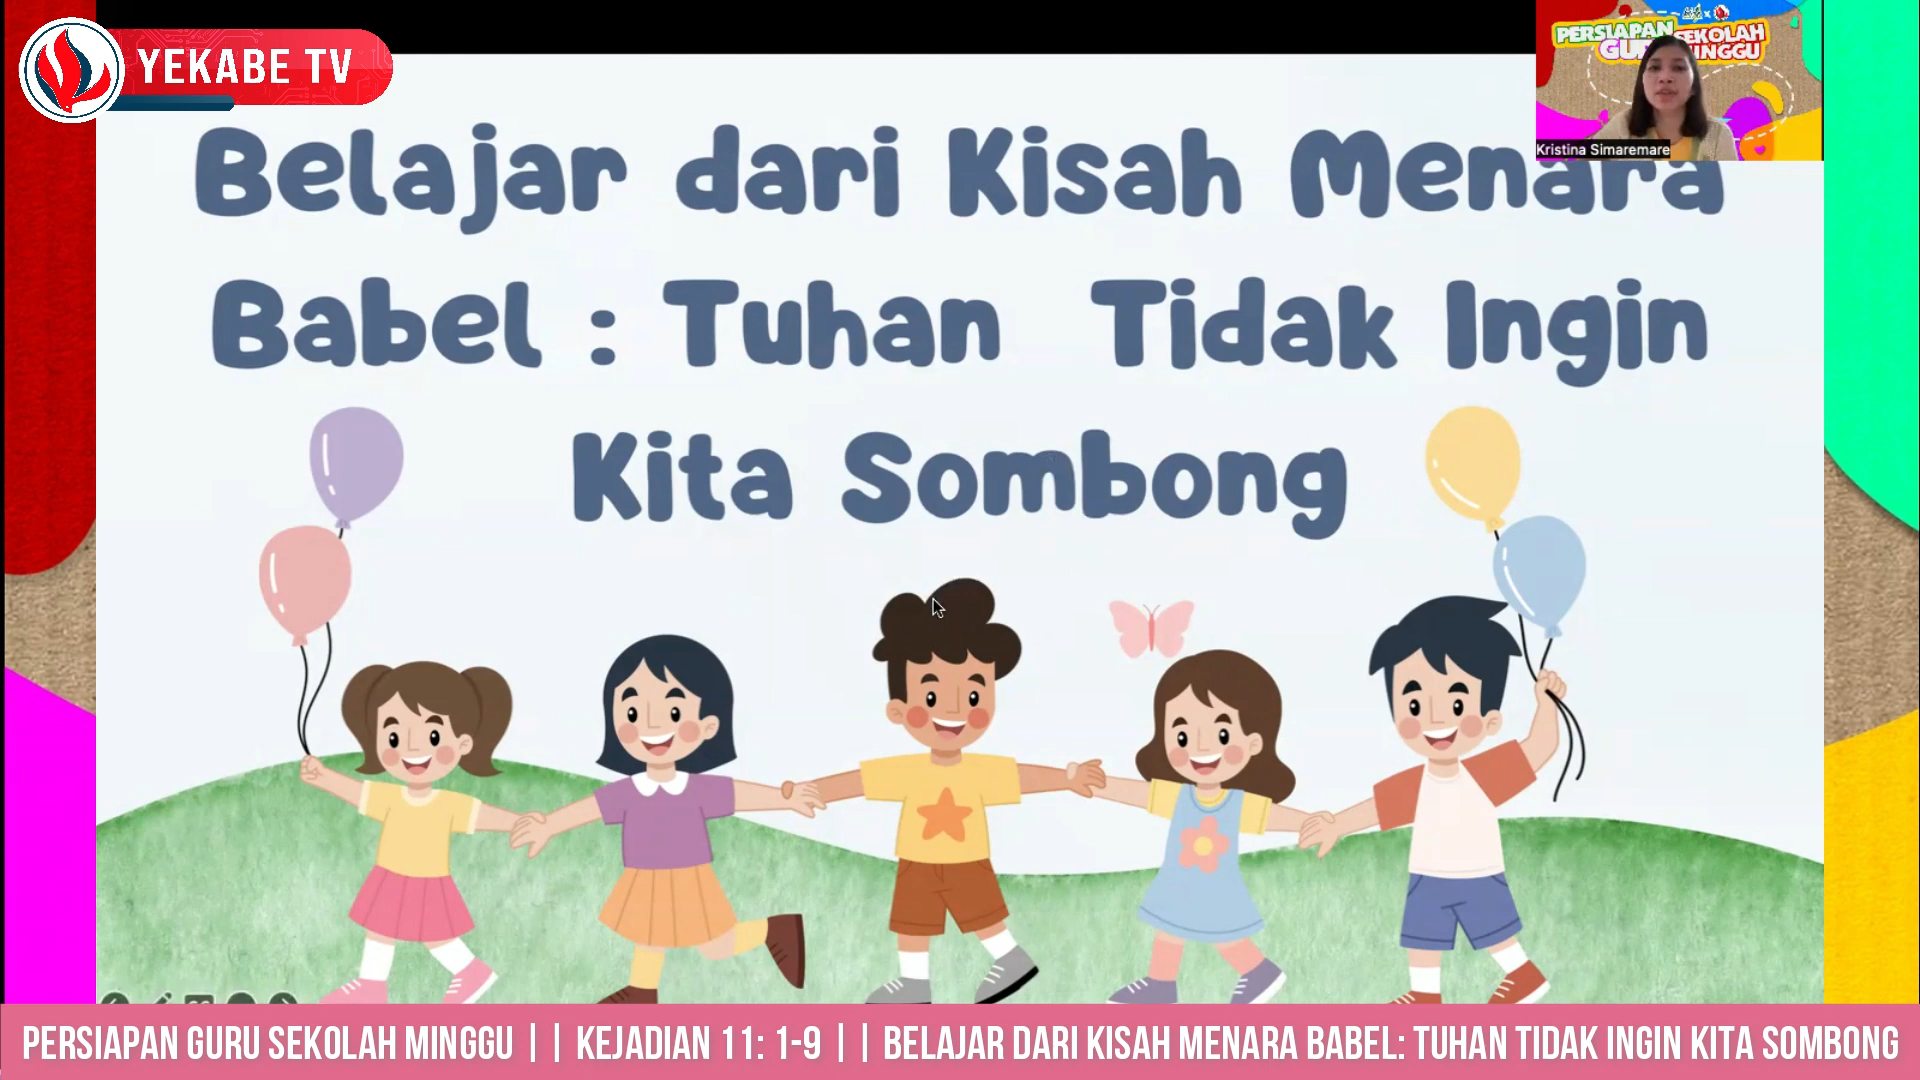 YEKABE TV
PERSIAPAN
SEKOLAH
GU
MINGGU
Kristina Simaremare
Belajar dari Kisah Menara
Babel : Tuhan Tidak Ingin
Kita Sombong
PERSIAPAN GURU SEKOLAH MINGGU || KEJADIAN 11: 1-9 || BELAJAR DARI KISAH MENARA BABEL: TUHAN TIDAK INGIN KITA SOMBONG